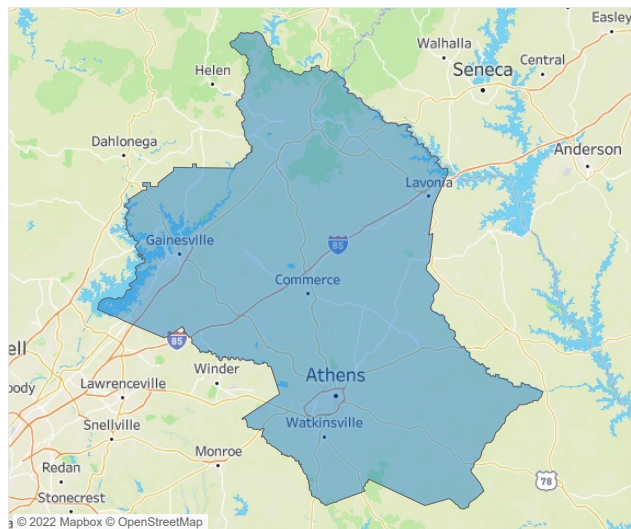 Easley
Walhalla
Central
Helen
Seneca
Dahlonega
Anderson
Lavonia
Gainesville
85
Commerce
85
ell
Winder
Athens
oody
Lawrenceville
Snellville
Watkinsville
Monroe
Redan
78
Stonecrest
© 2022 Mapbox © OpenStreetMap